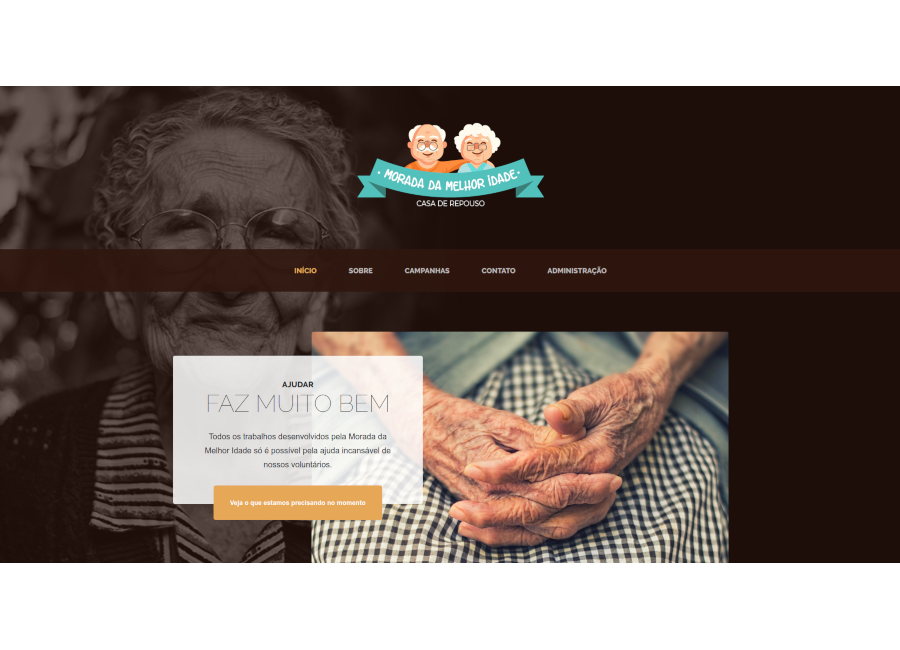 · MORADA DA MELHOR IDADE ·
CASA DE REPOUSO
INÍCIO SOBRE CAMPANHAS CONTATO ADMINISTRAÇÃO
AJUDAR
FAZ MUITO BEM
Todos os trabalhos desenvolvidos pela Morada da
Melhor Idade só é possível pela ajuda incansável de
nossos voluntários.
Veja o que estamos precisando no momento